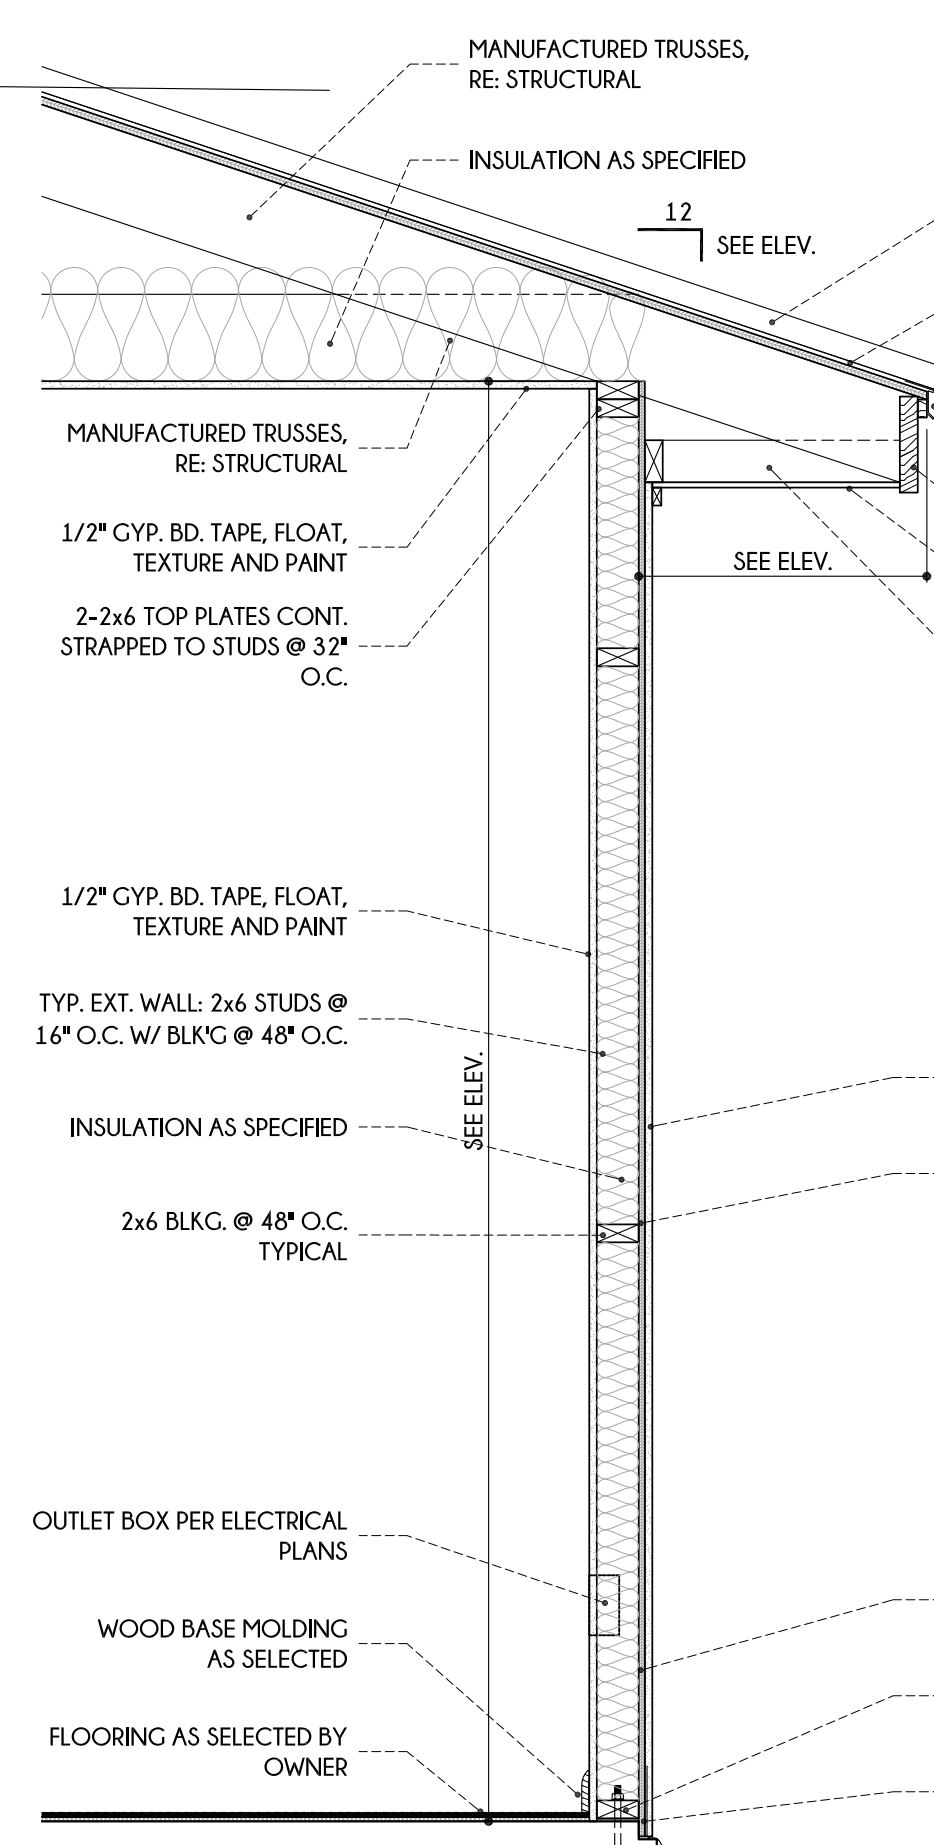 MANUFACTURED TRUSSES,
RE: STRUCTURAL
INSULATION AS SPECIFIED
12
SEE ELEV.
MANUFACTURED TRUSSES,
RE: STRUCTURAL
1/2" GYP. BD. TAPE, FLOAT,
TEXTURE AND PAINT
SEE ELEV.
2-2x6 TOP PLATES CONT.
STRAPPED TO STUDS @ 32"
O.C.
1/2" GYP. BD. TAPE, FLOAT,
TEXTURE AND PAINT
TYP. EXT. WALL: 2x6 STUDS @
16" O.C. W/ BLK'G @ 48" O.C.
SEE ELEV.
INSULATION AS SPECIFIED
2x6 BLKG. @ 48" O.C.
TYPICAL
OUTLET BOX PER ELECTRICAL
PLANS
WOOD BASE MOLDING
AS SELECTED
FLOORING AS SELECTED BY
OWNER